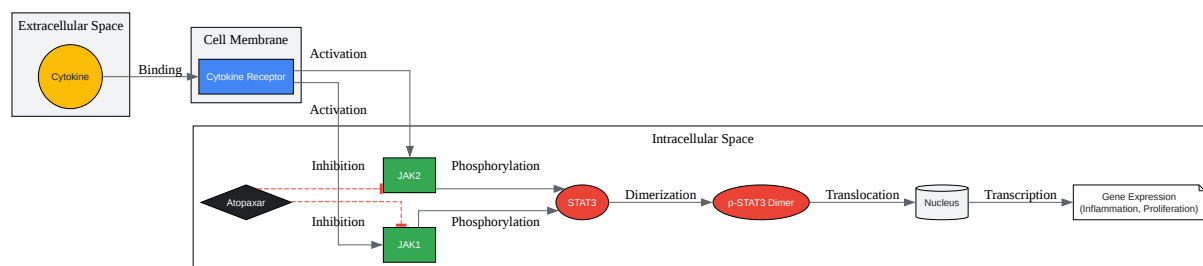 Extracellular Space
Cytokine
Binding
Cell Membrane
Cytokine Receptor
Activation
Activation
Intracellular Space
Atopaxar
Inhibition
Inhibition
JAK2
JAK1
Phosphorylation
Phosphorylation
STAT3
Dimerization
p-STAT3 Dimer
Translocation
Nucleus
Transcription
Gene Expression
(Inflammation, Proliferation)